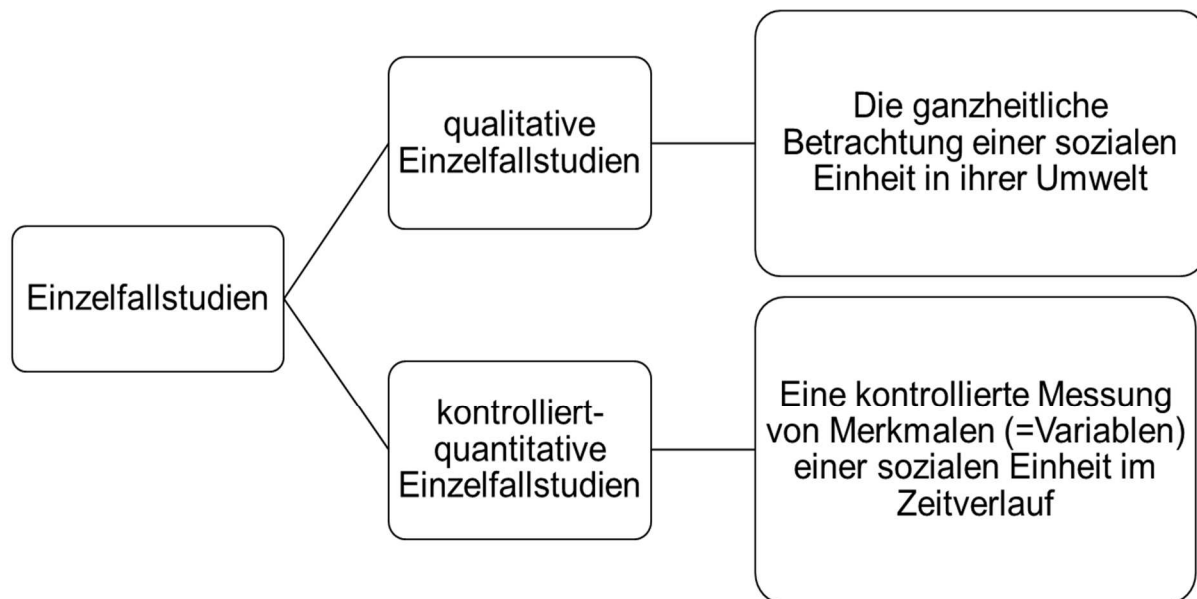 Einzelfallstudien
qualitative
Einzelfallstudien
Die ganzheitliche
Betrachtung einer sozialen
Einheit in ihrer Umwelt
kontrolliert-
quantitative
Einzelfallstudien
Eine kontrollierte Messung
von Merkmalen (=Variablen)
einer sozialen Einheit im
Zeitverlauf